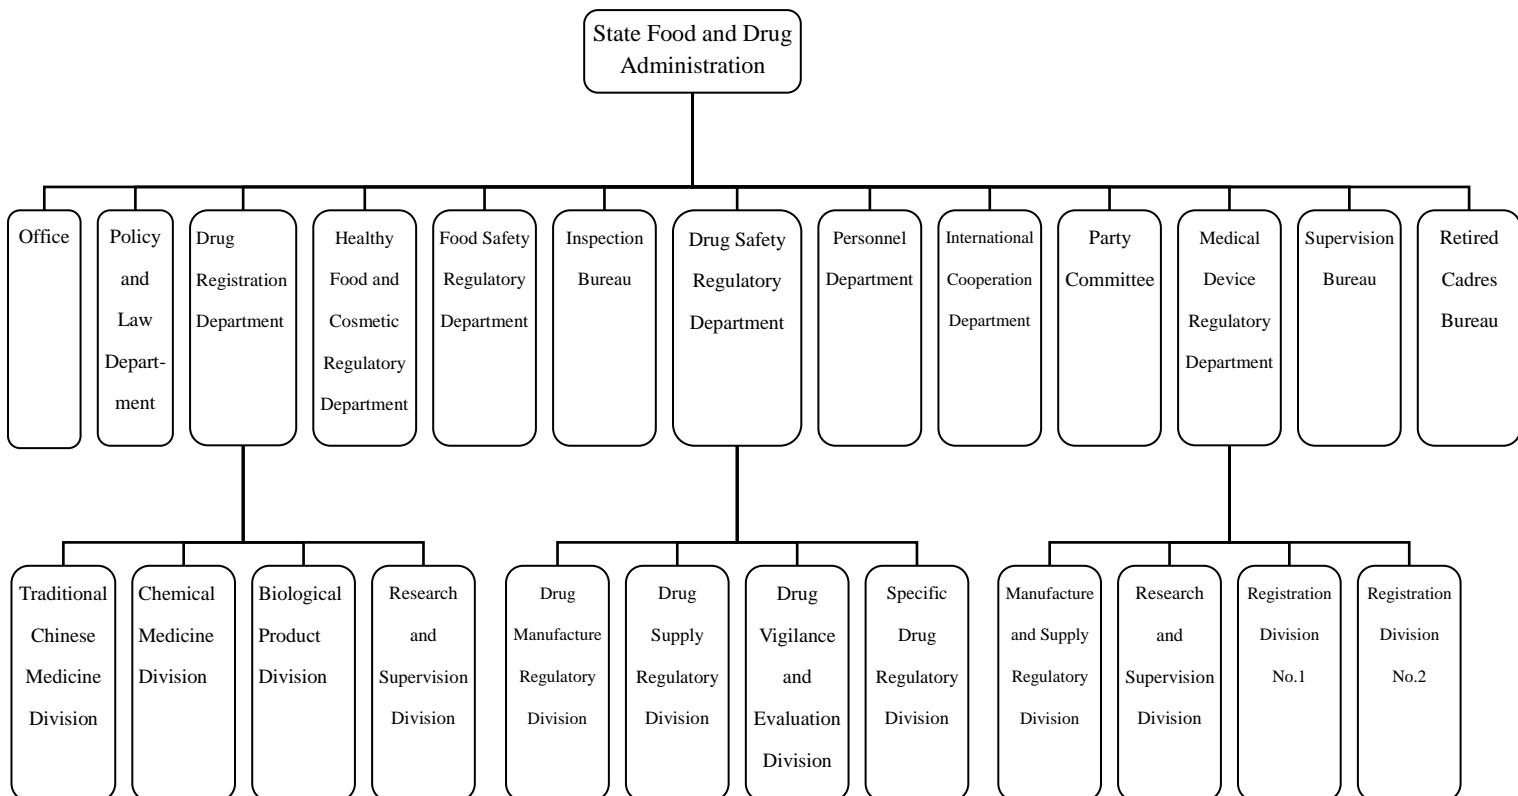 State Food and Drug
Administration
Office
Policy
and
Law
Depart-
ment
Drug
Registration
Department
Healthy
Food and
Cosmetic
Regulatory
Department
Food Safety
Regulatory
Department
Inspection
Bureau
Drug Safety
Regulatory
Department
Personnel
Department
International
Cooperation
Department
Party
Committee
Medical
Device
Regulatory
Department
Supervision
Bureau
Retired
Cadres
Bureau
Traditional
Chinese
Medicine
Division
Chemical
Medicine
Division
Biological
Product
Division
Research
and
Supervision
Division
Drug
Manufacture
Regulatory
Division
Drug
Supply
Regulatory
Division
Drug
Vigilance
and
Evaluation
Division
Specific
Drug
Regulatory
Division
Manufacture
and Supply
Regulatory
Division
Research
and
Supervision
Division
Registration
Division
No.1
Registration
Division
No.2